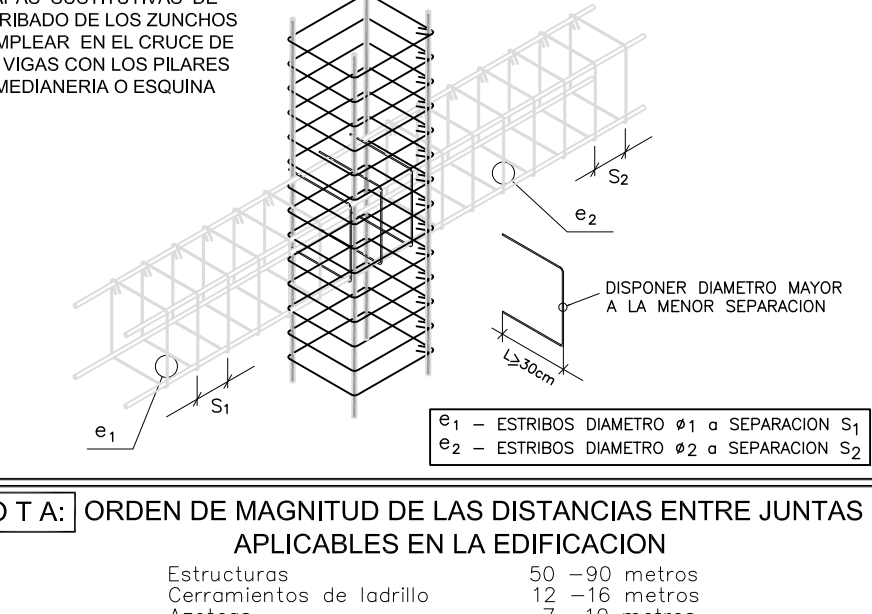 RIBADO DE LOS ZUNCHOS
MPLEAR EN EL CRUCE DE
VIGAS CON LOS PILARES
MEDIANERIA O ESQUINA
S2
e2
DISPONER DIAMETRO MAYOR
A LA MENOR SEPARACION
L≥30cm
S1
e1
e1 – ESTRIBOS DIAMETRO ø1 a SEPARACION S1
e2 – ESTRIBOS DIAMETRO ø2 a SEPARACION S2
O T A: ORDEN DE MAGNITUD DE LAS DISTANCIAS ENTRE JUNTAS
APLICABLES EN LA EDIFICACION
Estructuras 50 –90 metros
Cerramientos de ladrillo 12 –16 metros